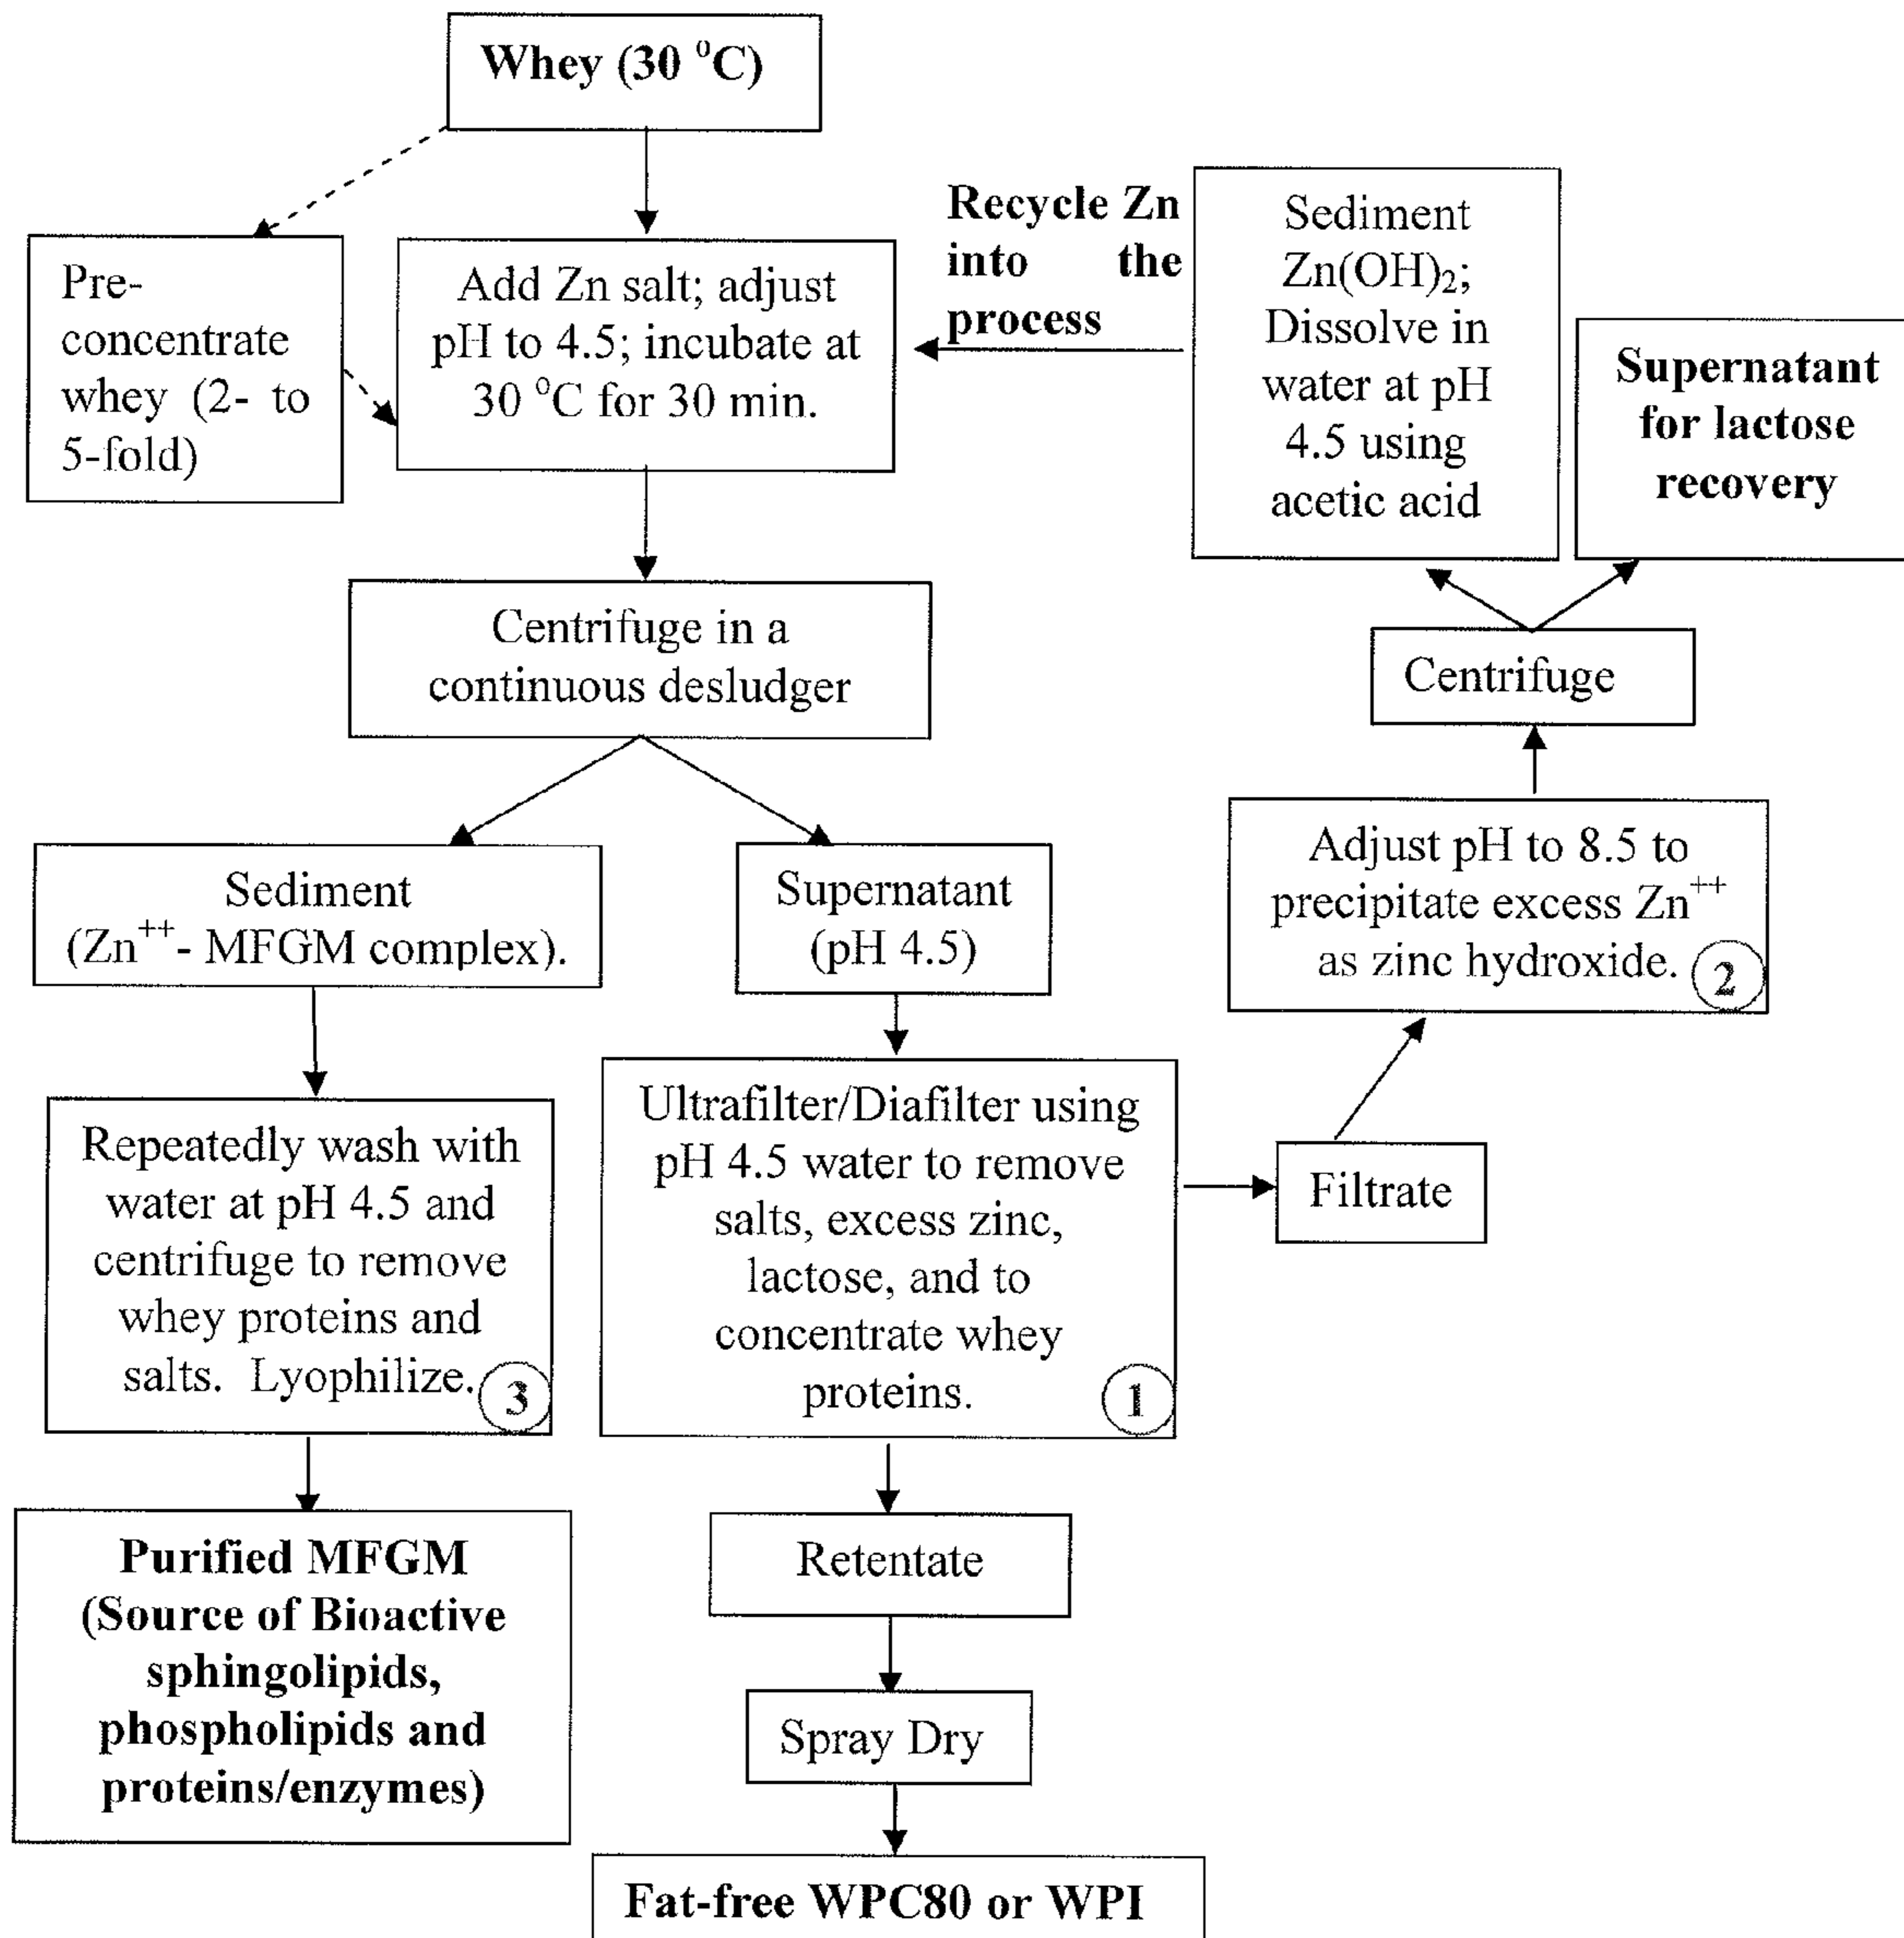 Whey (30 °C)
Pre-
concentrate
whey (2- to
5-fold)
Add Zn salt; adjust
pH to 4.5; incubate at
30 °C for 30 min.
Recycle Zn
into the
process
Sediment
Zn(OH)₂;
Dissolve in
water at pH
4.5 using
acetic acid
Supernatant
for lactose
recovery
Centrifuge in a
continuous desludger
Centrifuge
Sediment
(Zn⁺⁺- MFGM complex).
Supernatant
(pH 4.5)
Adjust pH to 8.5 to
precipitate excess Zn⁺⁺
as zinc hydroxide.
2
Repeatedly wash with
water at pH 4.5 and
centrifuge to remove
whey proteins and
salts. Lyophilize.
3
Ultrafilter/Diafilter using
pH 4.5 water to remove
salts, excess zinc,
lactose, and to
concentrate whey
proteins.
1
Filtrate
Purified MFGM
(Source of Bioactive
sphingolipids,
phospholipids and
proteins/enzymes)
Retentate
Spray Dry
Fat-free WPC80 or WPI